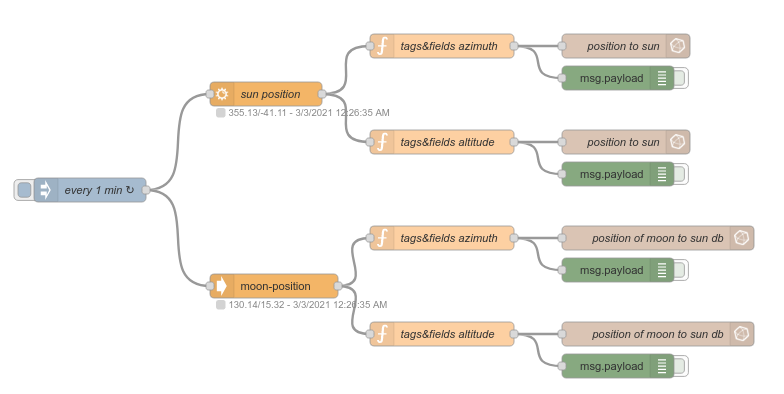 tags&fields azimuth
position to sun
msg.payload
sun position
355.13/-41.11 - 3/3/2021 12:26:35 AM
tags&fields altitude
position to sun
msg.payload
every 1 min ↻
tags&fields azimuth
position of moon to sun db
msg.payload
moon-position
130.14/15.32 - 3/3/2021 12:26:35 AM
tags&fields altitude
position of moon to sun db
msg.payload